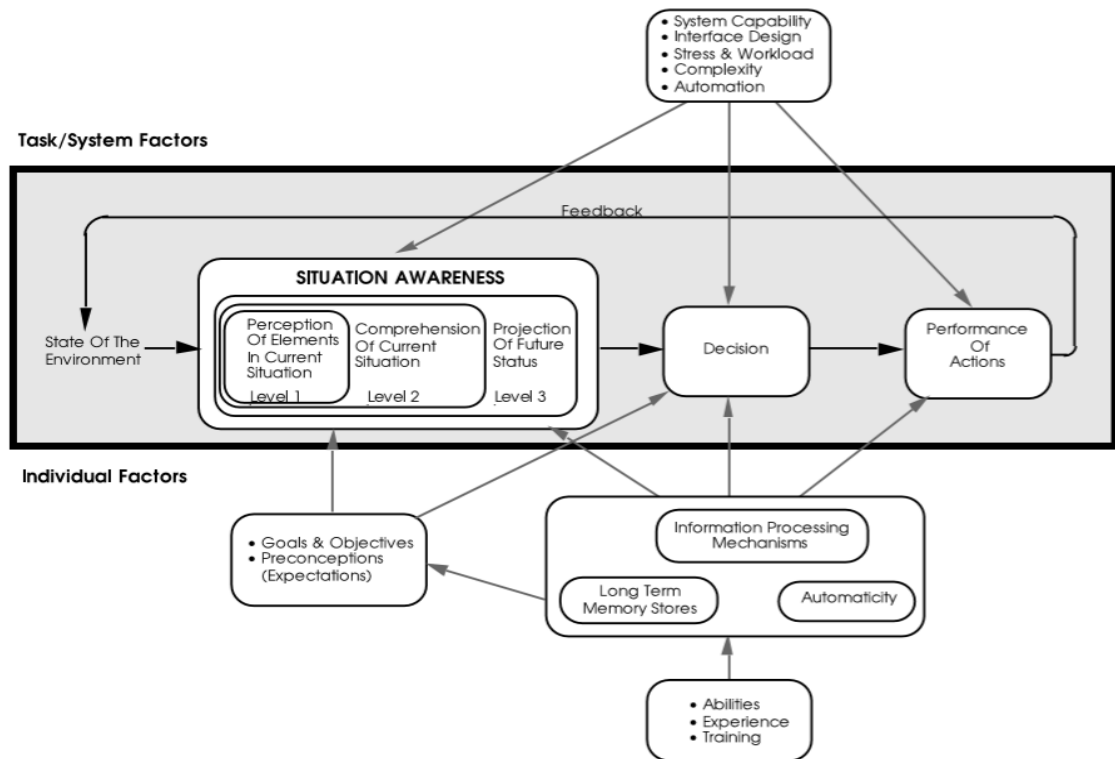 • System Capability
• Interface Design
• Stress & Workload
• Complexity
• Automation
Task/System Factors
Feedback
SITUATION AWARENESS
State Of The
Environment
Perception
Of Elements
In Current
Situation
Level 1
Comprehension
Of Current
Situation
Level 2
Projection
Of Future
Status
Level 3
Decision
Performance
Of
Actions
Individual Factors
• Goals & Objectives
• Preconceptions
(Expectations)
Information Processing
Mechanisms
Long Term
Memory Stores
Automaticity
• Abilities
• Experience
• Training